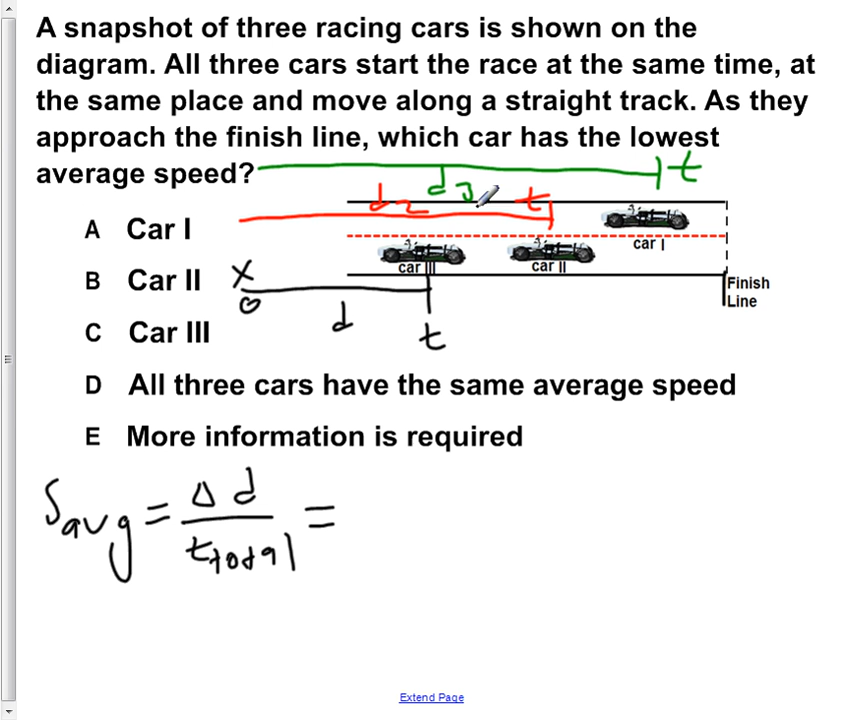 A snapshot of three racing cars is shown on the
diagram. All three cars start the race at the same time, at
the same place and move along a straight track. As they
approach the finish line, which car has the lowest
average speed?
t
d3
d2
t
A Car I
car I
B Car II
X
car III
car II
Finish
Line
0
d
t
C Car III
D All three cars have the same average speed
E More information is required
Savg = Δd / ttotal =
Extend Page